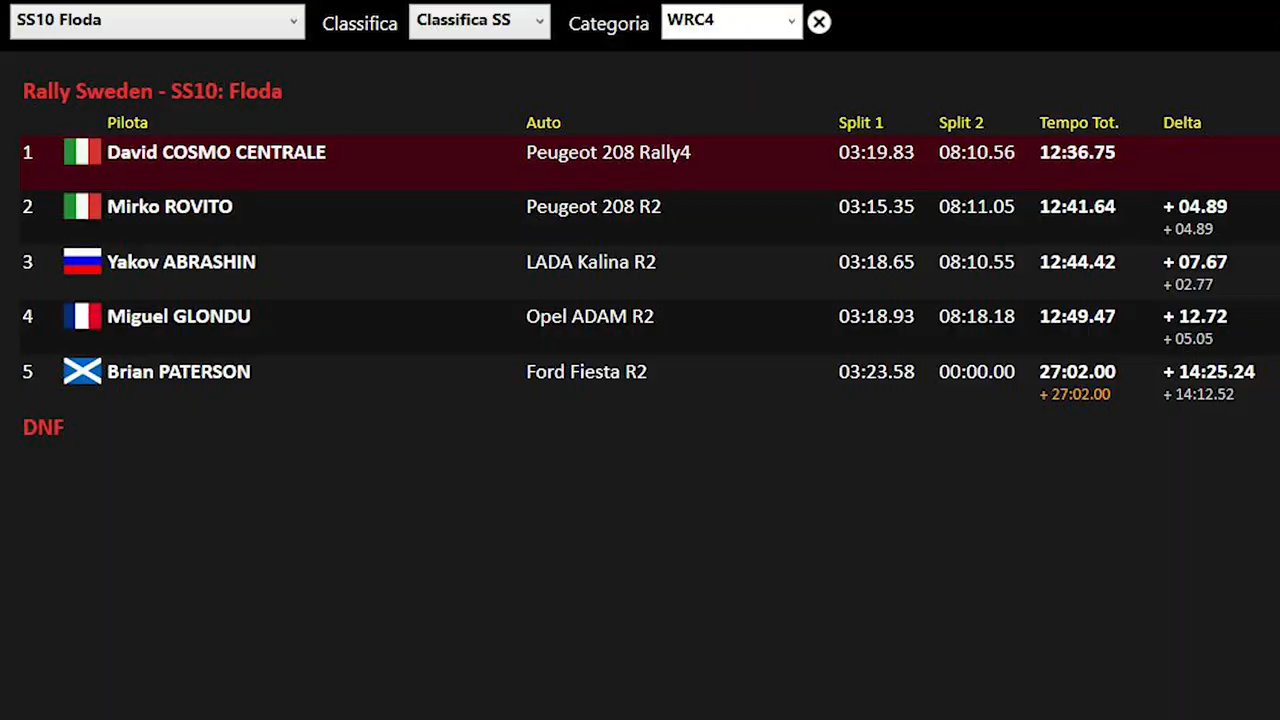 SS10 Floda Classifica Classifica SS Categoria WRC4
Rally Sweden - SS10: Floda
Pilota Auto Split 1 Split 2 Tempo Tot. Delta
1 David COSMO CENTRALE Peugeot 208 Rally4 03:19.83 08:10.56 12:36.75
2 Mirko ROVITO Peugeot 208 R2 03:15.35 08:11.05 12:41.64 + 04.89
+ 04.89
3 Yakov ABRASHIN LADA Kalina R2 03:18.65 08:10.55 12:44.42 + 07.67
+ 02.77
4 Miguel GLONDU Opel ADAM R2 03:18.93 08:18.18 12:49.47 + 12.72
+ 05.05
5 Brian PATERSON Ford Fiesta R2 03:23.58 00:00.00 27:02.00 + 14:25.24
+ 27:02.00 + 14:12.52
DNF